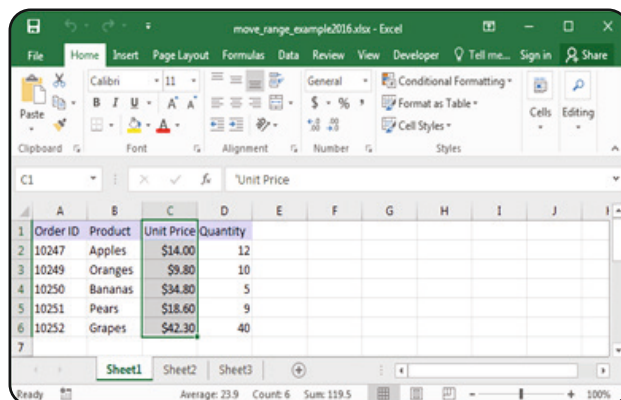 move_range_example2016.xlsx - Excel
File Home Insert Page Layout Formulas Data Review View Developer Tell me... Sign in Share
Paste
Calibri 11 A A
B I U A
General
$ % ,
Conditional Formatting
Format as Table
Cell Styles
Cells Editing
Clipboard Font Alignment Number Styles
C1 fx 'Unit Price
A B C D E F G H I J
1 Order ID Product Unit Price Quantity
2 10247 Apples $14.00 12
3 10249 Oranges $9.80 10
4 10250 Bananas $34.80 5
5 10251 Pears $18.60 9
6 10252 Grapes $42.30 40
7
Sheet1 Sheet2 Sheet3
Ready Average: 23.9 Count: 6 Sum: 119.5 100%